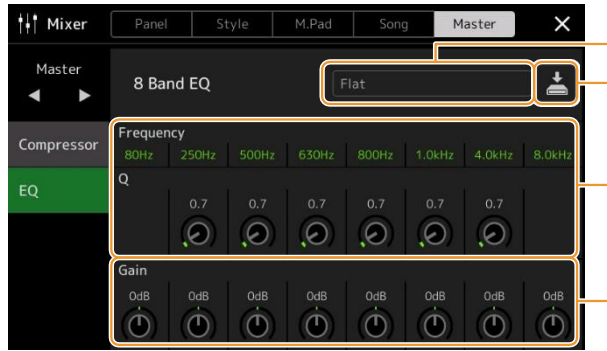 Mixer
Panel Style M.Pad Song Master
Master
8 Band EQ
Flat
Compressor
EQ
Frequency
80Hz 250Hz 500Hz 630Hz 800Hz 1.0kHz 4.0kHz 8.0kHz
Q
0.7 0.7 0.7 0.7 0.7 0.7
Gain
0dB 0dB 0dB 0dB 0dB 0dB 0dB 0dB